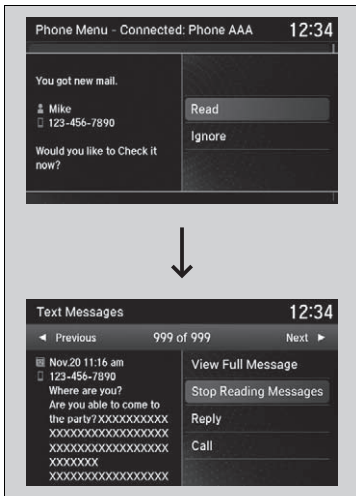 Phone Menu - Connected: Phone AAA 12:34
You got new mail.
Mike
123-456-7890
Would you like to Check it
now?
Read
Ignore
Text Messages 12:34
◄ Previous 999 of 999 Next ►
Nov.20 11:16 am
123-456-7890
Where are you?
Are you able to come to
the party?XXXXXXXXXX
XXXXXXXXXXXXXXXXX
XXXXXXXXXXXXXXXXX
XXXXXXX
XXXXXXXXXXXXXXXXX
View Full Message
Stop Reading Messages
Reply
Call